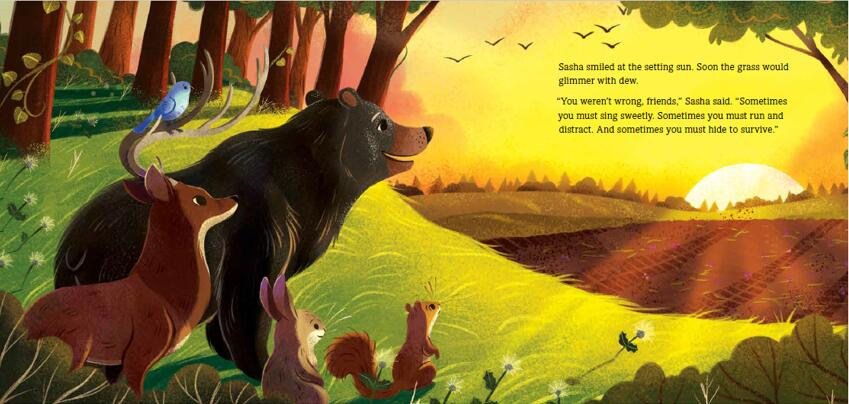 Sasha smiled at the setting sun. Soon the grass would
glimmer with dew.
“You weren’t wrong, friends,” Sasha said. “Sometimes
you must sing sweetly. Sometimes you must run and
distract. And sometimes you must hide to survive.”